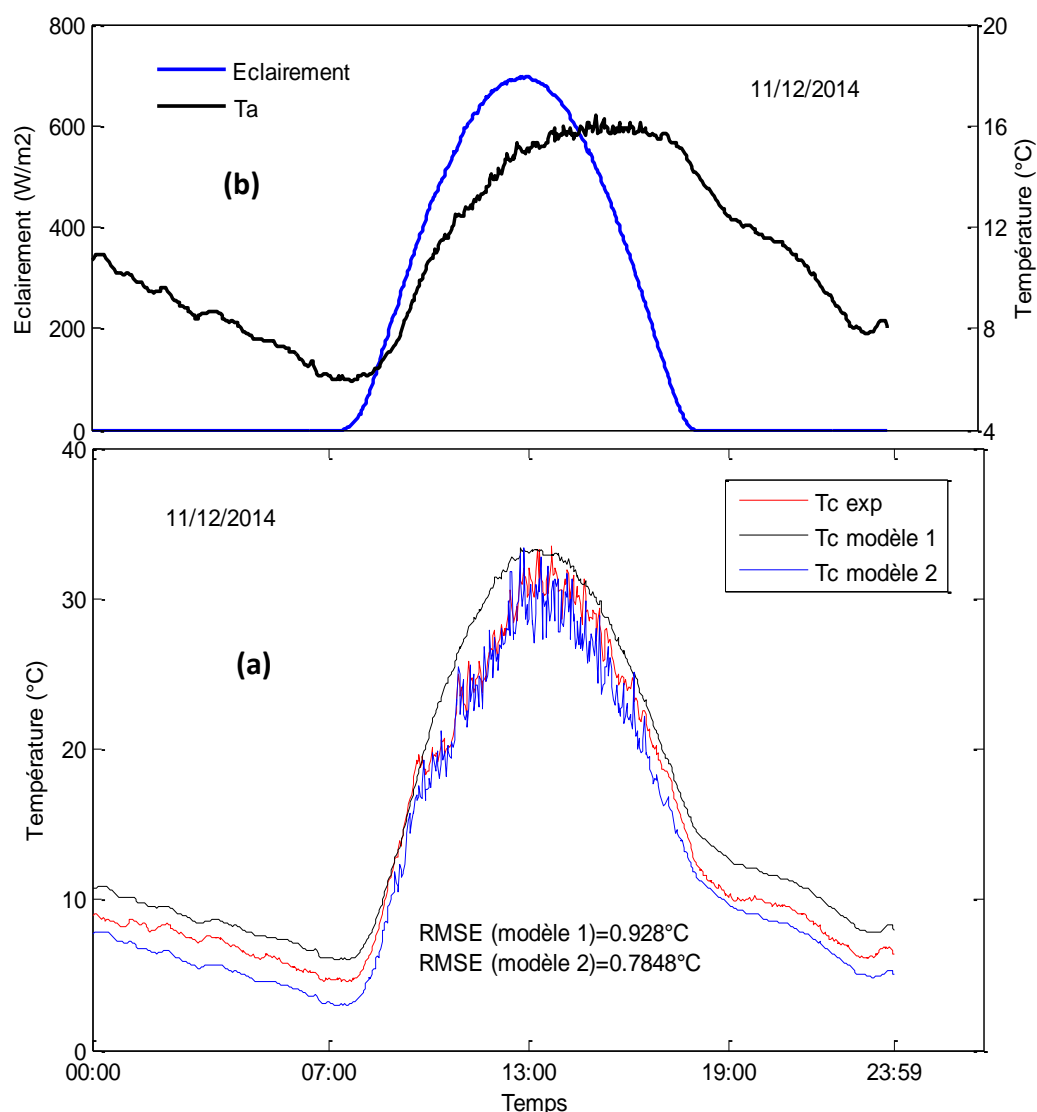 800
600
400
200
0
Eclairement (W/m2)
20
16
12
8
4
Température (°C)
Eclairement
Ta
11/12/2014
(b)
40
30
20
10
0
Température (°C)
11/12/2014
Tc exp
Tc modèle 1
Tc modèle 2
(a)
RMSE (modèle 1)=0.928°C
RMSE (modèle 2)=0.7848°C
00:00 07:00 13:00 19:00 23:59
Temps